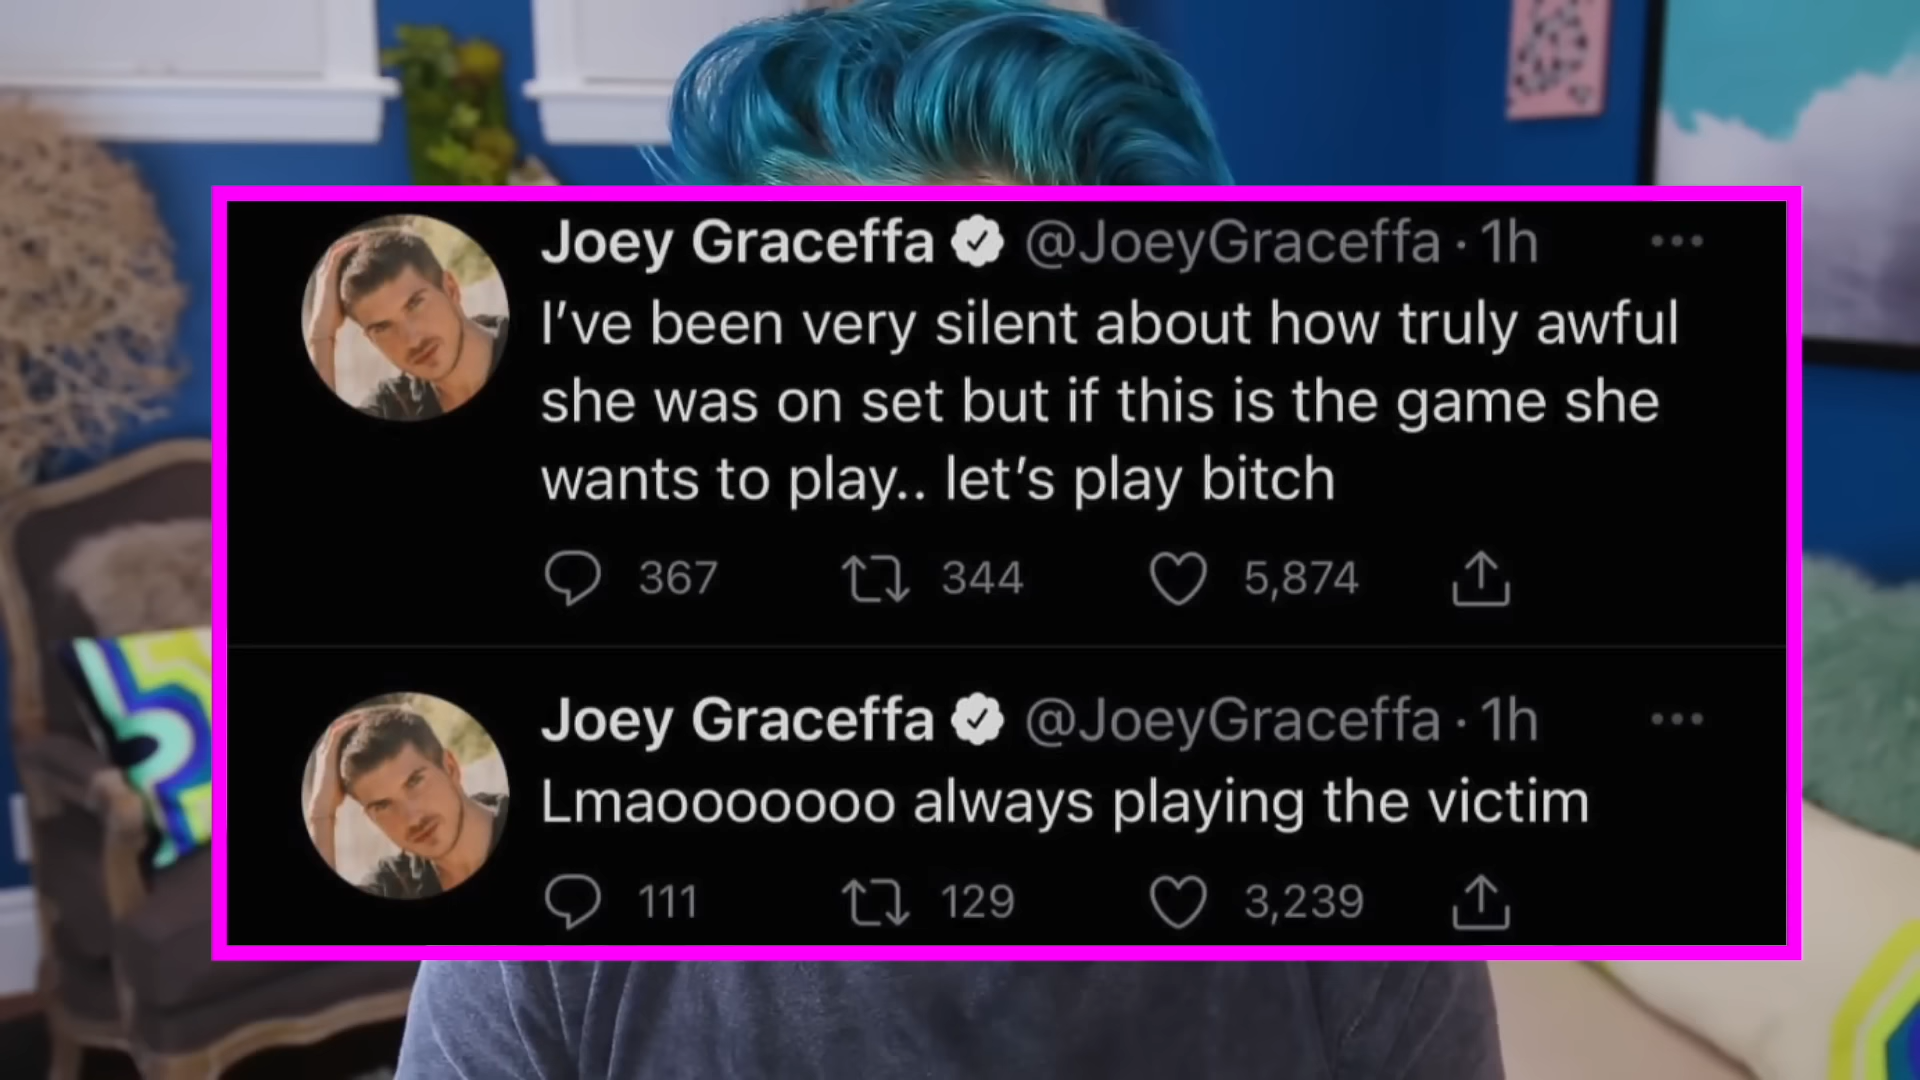 Joey Graceffa @JoeyGraceffa · 1h
I’ve been very silent about how truly awful
she was on set but if this is the game she
wants to play.. let’s play bitch
367 344 5,874
Joey Graceffa @JoeyGraceffa · 1h
Lmaooooooo always playing the victim
111 129 3,239